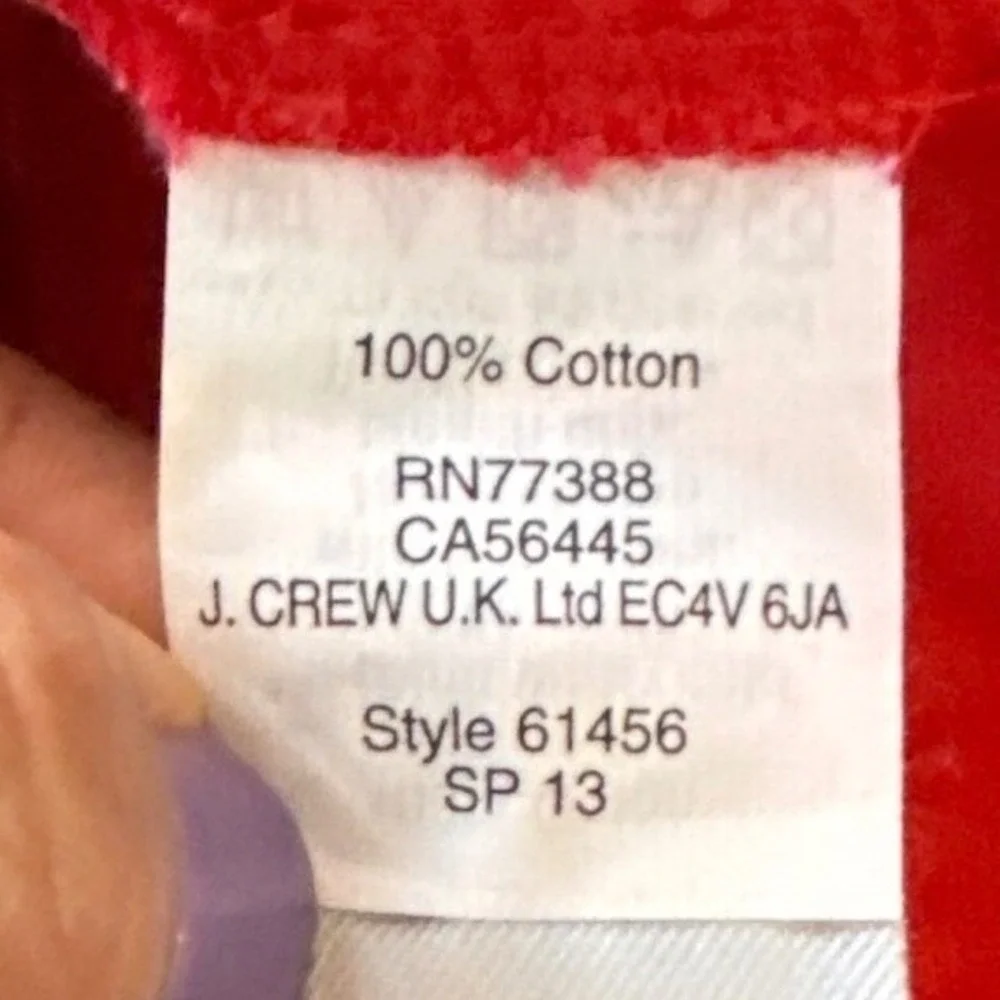 100% Cotton
RN77388
CA56445
J. CREW U.K. Ltd EC4V 6JA
Style 61456
SP 13